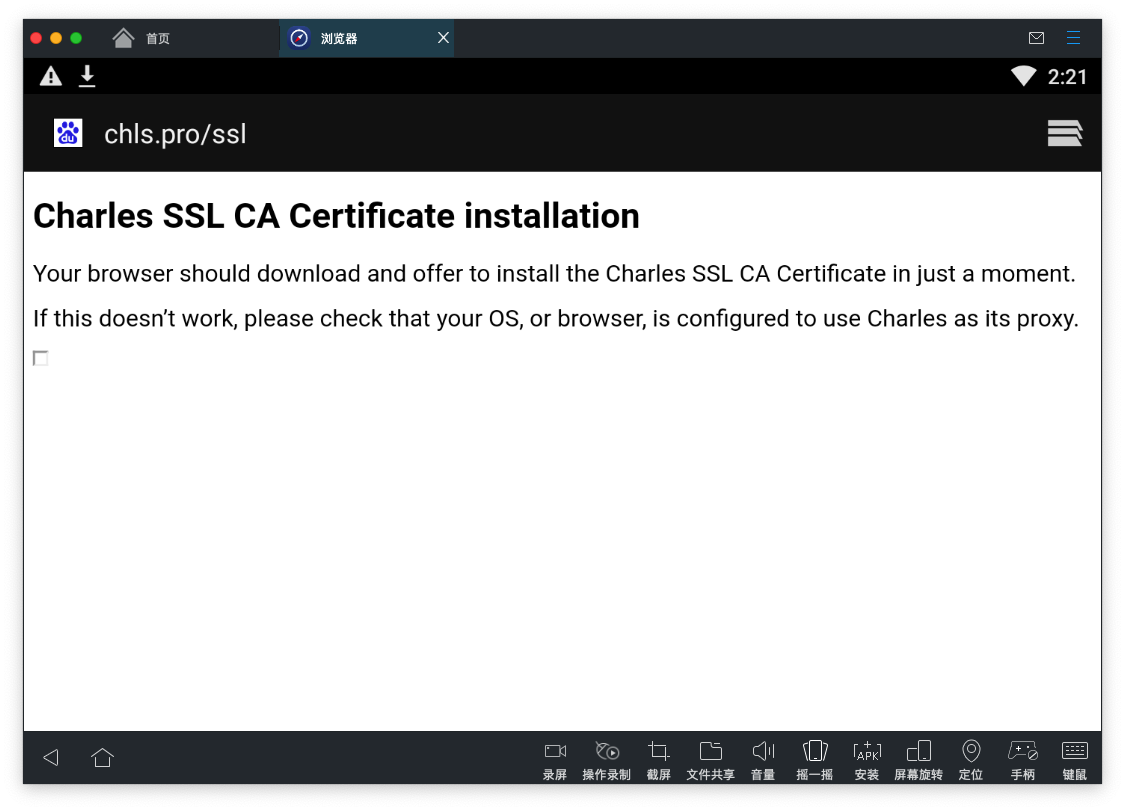 首页
浏览器
2:21
du
chls.pro/ssl
Charles SSL CA Certificate installation
Your browser should download and offer to install the Charles SSL CA Certificate in just a moment.
If this doesn’t work, please check that your OS, or browser, is configured to use Charles as its proxy.
APK
录屏 操作录制 截屏 文件共享 音量 摇一摇 安装 屏幕旋转 定位 手柄 键鼠